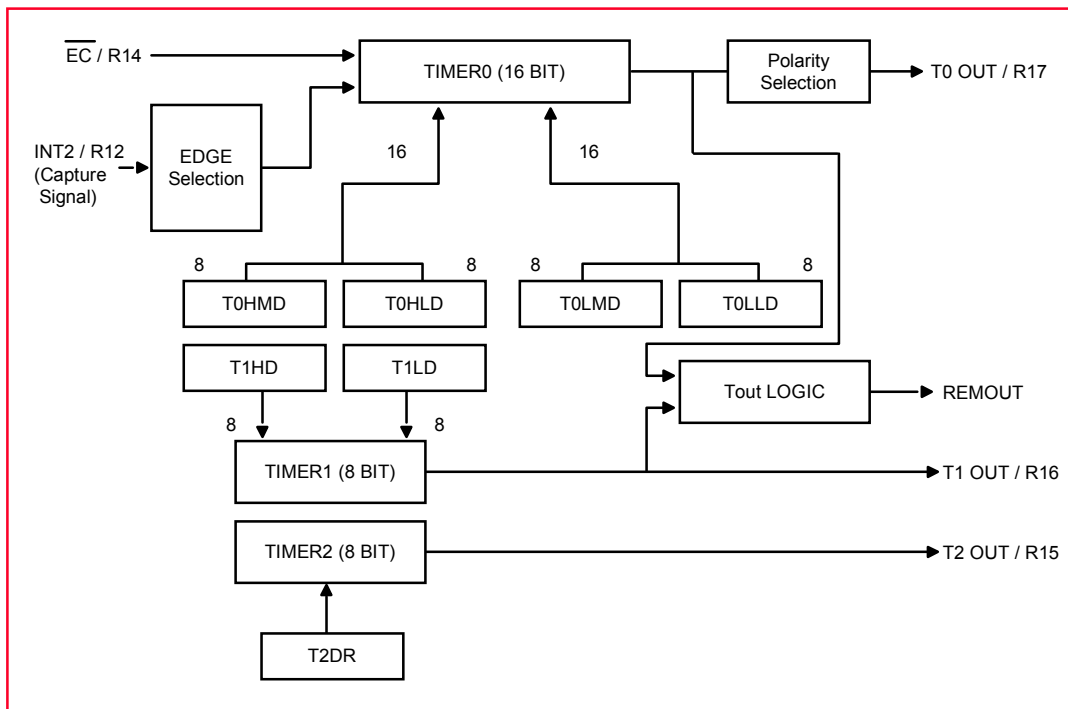 EC / R14
TIMER0 (16 BIT)
Polarity
Selection
T0 OUT / R17
INT2 / R12
(Capture
Signal)
EDGE
Selection
16
16
8
8
8
8
T0HMD
T0HLD
T0LMD
T0LLD
T1HD
T1LD
Tout LOGIC
REMOUT
8
8
TIMER1 (8 BIT)
T1 OUT / R16
TIMER2 (8 BIT)
T2 OUT / R15
T2DR